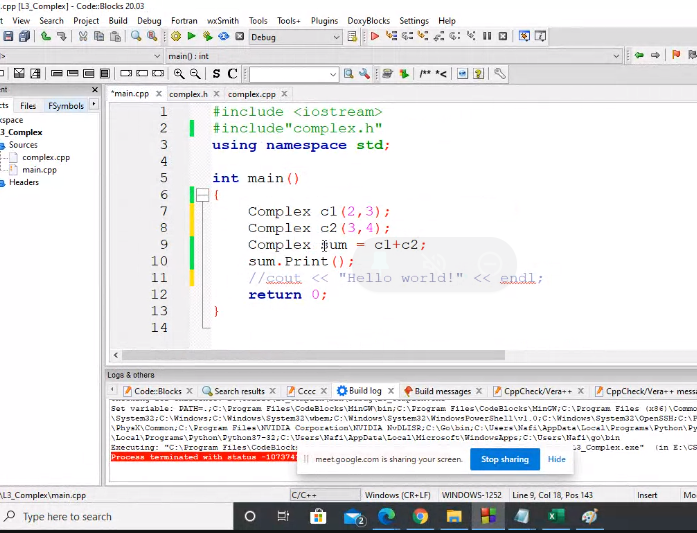 .cpp [L3_Complex] - Code::Blocks 20.03
View Search Project Build Debug Fortran wxSmith Tools Tools+ Plugins DoxyBlocks Settings Help
Debug
main() : int
S C
/** *<
*main.cpp complex.h complex.cpp
Files FSymbols
3_Complex
Sources
complex.cpp
main.cpp
Headers
1 #include <iostream>
2 #include"complex.h"
3 using namespace std;
4
5 int main()
6 {
7 Complex c1(2,3);
8 Complex c2(3,4);
9 Complex sum = c1+c2;
10 sum.Print();
11 //cout << "Hello world!" << endl;
12 return 0;
13 }
14
Logs & others
Code::Blocks Search results Cccc Build log Build messages CppCheck/Vera++ CppCheck/Vera++ messages
Set variable: PATH=.;C:\Program Files\CodeBlocks\MinGW\bin;C:\Program Files\CodeBlocks\MinGW;C:\Program Files (x86)\Common
\System32;C:\Windows;C:\Windows\System32\wbem;C:\Windows\System32\WindowsPowerShell\v1.0;C:\Windows\System32\OpenSSH;C:\P
\PhysX\Common;C:\Program Files\NVIDIA Corporation\NVIDIA NvDLISR;C:\Go\bin;C:\Users\Nafi\AppData\Local\Programs\Python\Py
\Local\Programs\Python\Python37-32;C:\Users\Nafi\AppData\Local\Microsoft\WindowsApps;C:\Users\Nafi\go\bin
Executing: "C:\Program Files\CodeBlocks 3_Complex.exe" (in E:\CS
Process terminated with status -107374
meet.google.com is sharing your screen. Stop sharing Hide
\L3_Complex\main.cpp C/C++ Windows (CR+LF) WINDOWS-1252 Line 9, Col 18, Pos 143 Insert
Type here to search
2